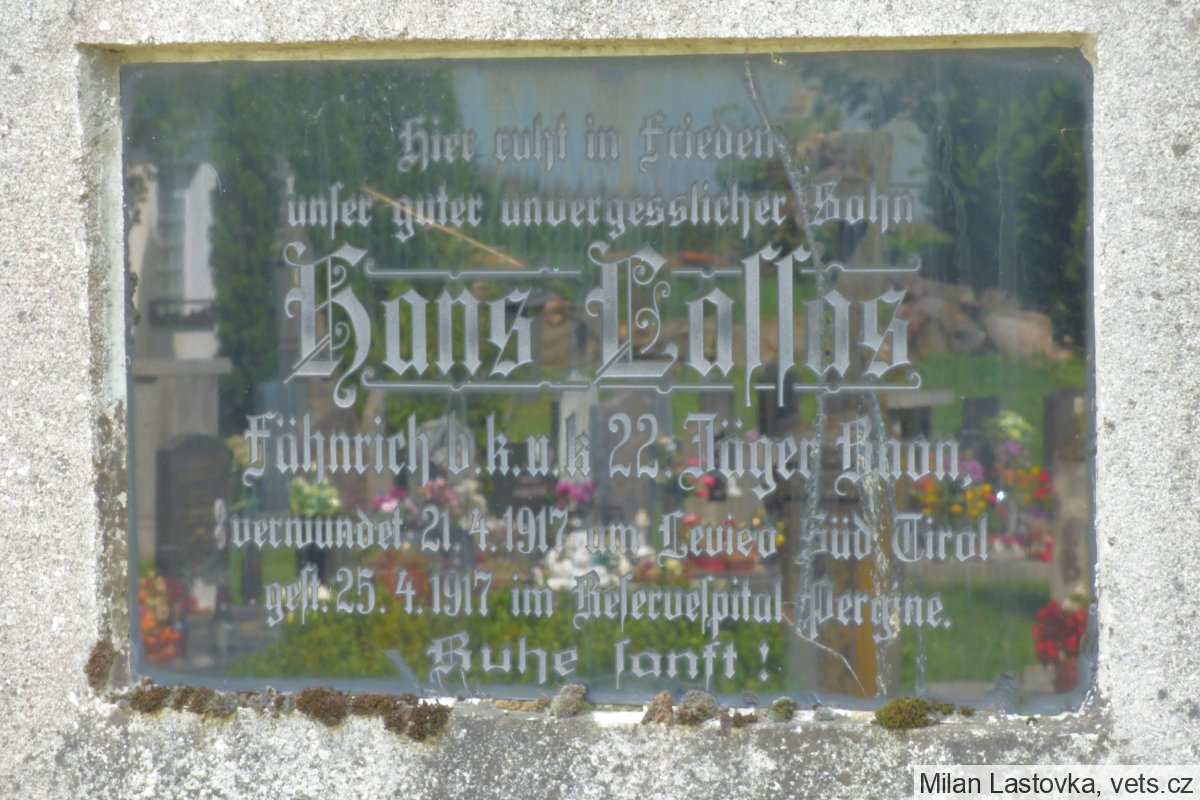 Hier ruht in Frieden
unser guter unvergesslicher Sohn
Hans Lassas
Fähnrich b. k. u. k 22. Jäger Baon,
verwundet 21. 4. 1917 am Levico Süd Tirol
gest. 25. 4. 1917 im Reservespital Pergine.
Ruhe sanft !
Milan Lastovka, vets.cz